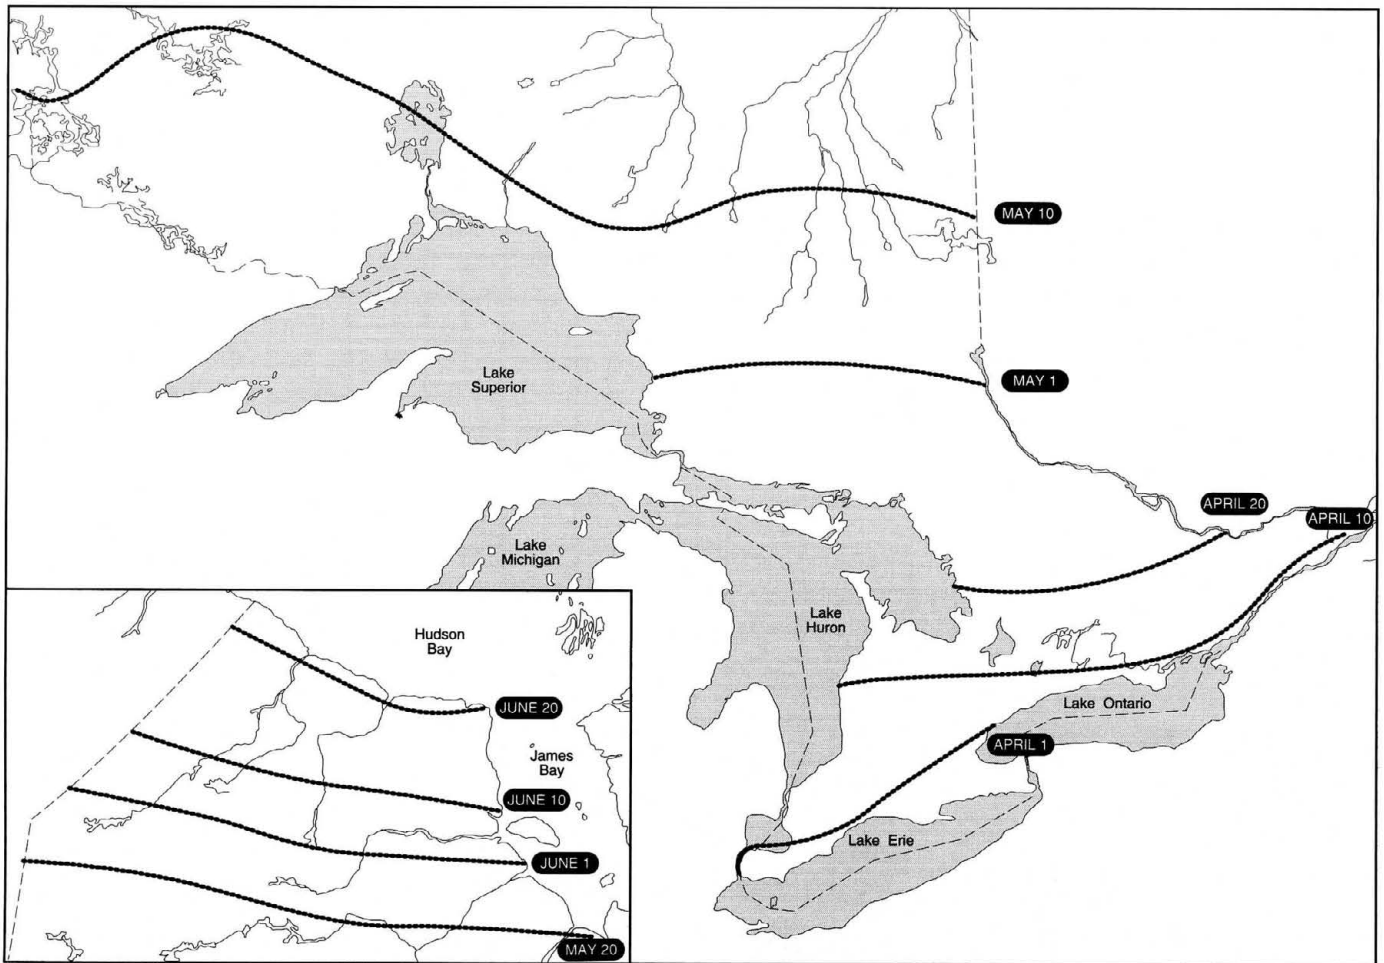 MAY 10
Lake
Superior
MAY 1
APRIL 20
APRIL 10
Lake
Michigan
Lake
Huron
Lake Ontario
APRIL 1
Lake Erie
Hudson
Bay
JUNE 20
James
Bay
JUNE 10
JUNE 1
MAY 20